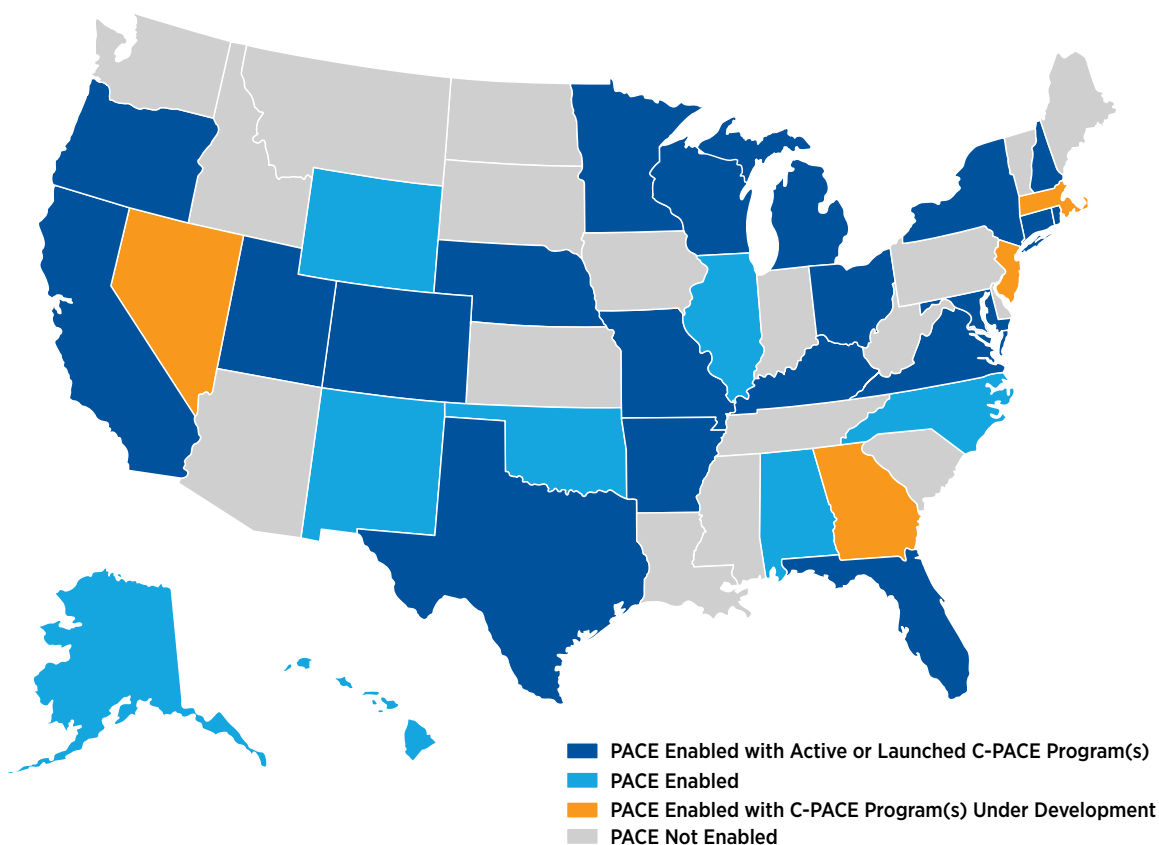 PACE Enabled with Active or Launched C-PACE Program(s)
PACE Enabled
PACE Enabled with C-PACE Program(s) Under Development
PACE Not Enabled